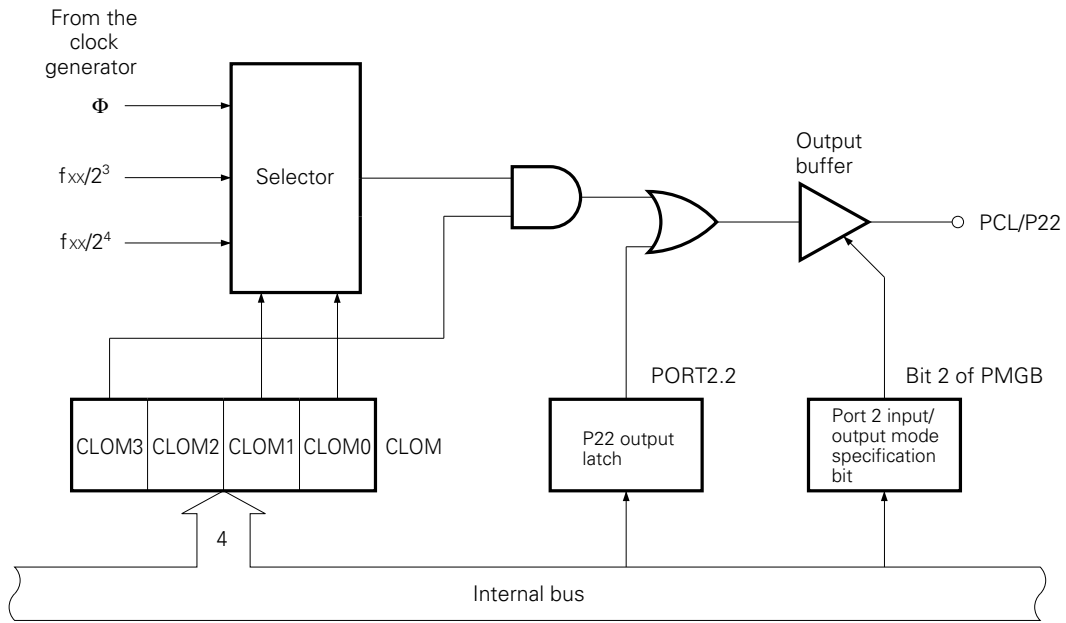 From the
clock
generator
Φ
fxx/2³
fxx/2⁴
Selector
Output
buffer
PCL/P22
PORT2.2
Bit 2 of PMGB
CLOM3 CLOM2 CLOM1 CLOM0 CLOM
P22 output
latch
Port 2 input/
output mode
specification
bit
4
Internal bus